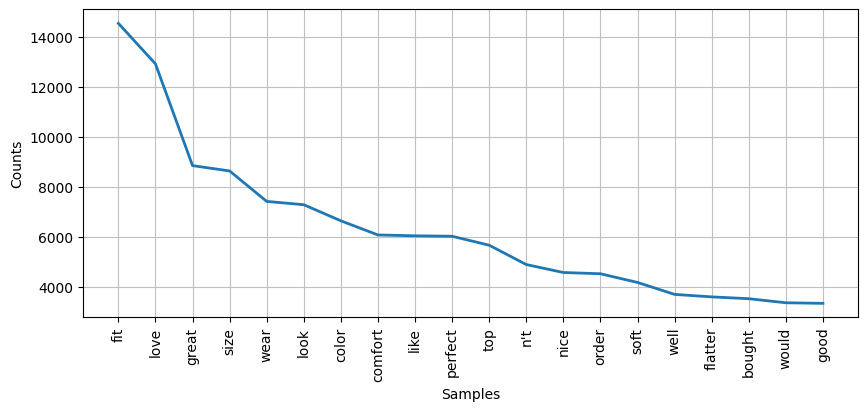 14000
12000
10000
8000
6000
4000
Counts
fit
love
great
size
wear
look
color
comfort
like
perfect
top
n't
nice
order
soft
well
flatter
bought
would
good
Samples